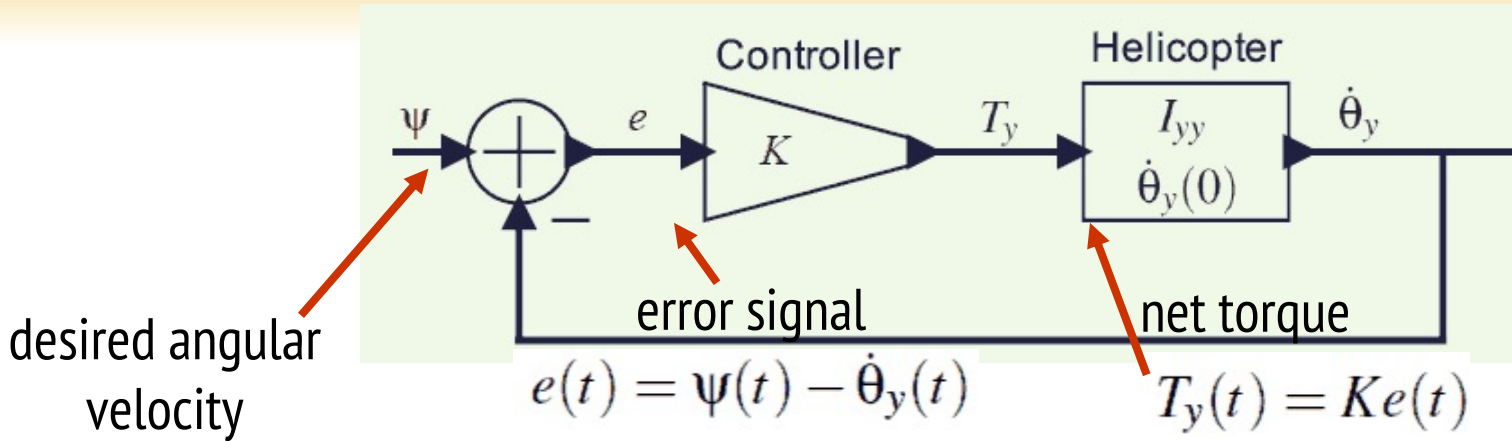 Controller
Helicopter
ψ
e
K
T_y
I_yy
θ̇_y(0)
θ̇_y
−
desired angular
velocity
error signal
net torque
e(t) = ψ(t) − θ̇_y(t)
T_y(t) = Ke(t)